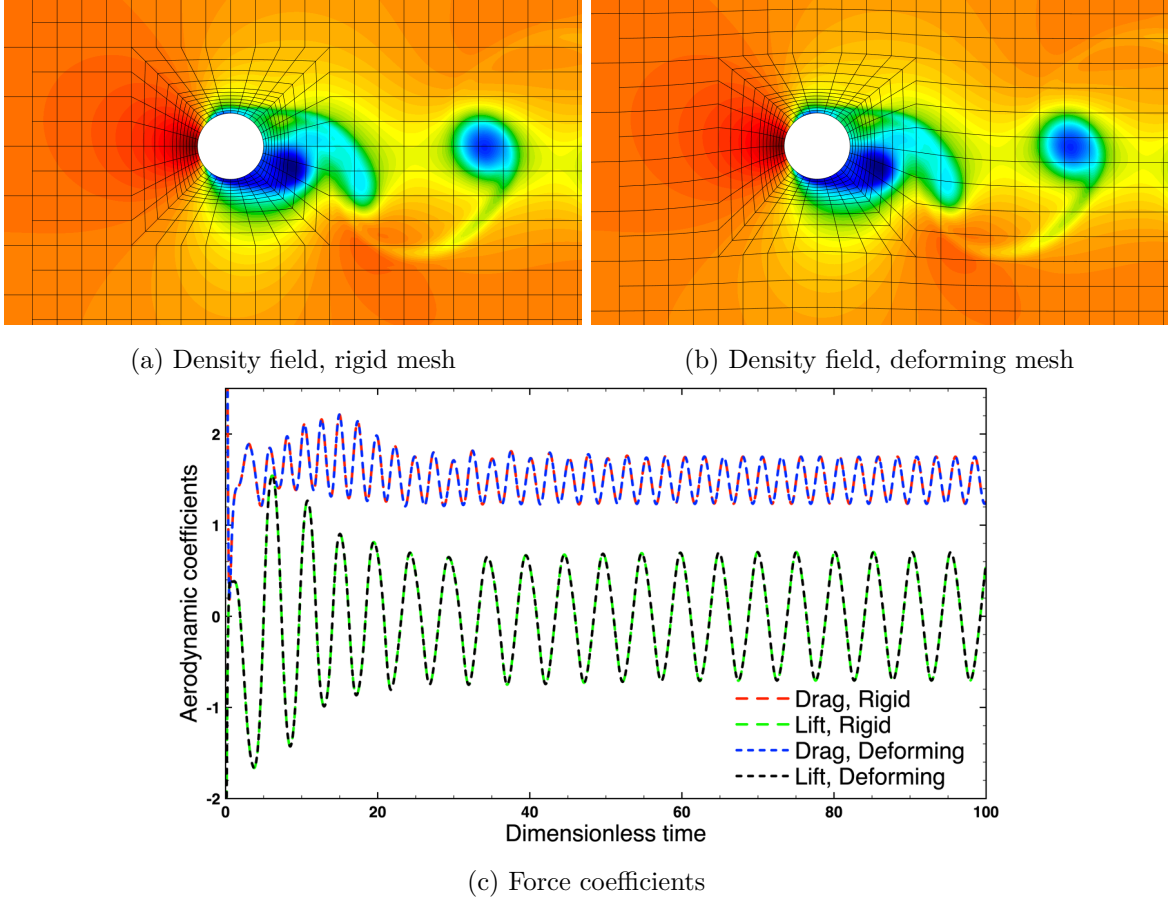 (a) Density field, rigid mesh
(b) Density field, deforming mesh
Aerodynamic coefficients
2
1
0
-1
-2
Drag, Rigid
Lift, Rigid
Drag, Deforming
Lift, Deforming
0
20
40
60
80
100
Dimensionless time
(c) Force coefficients